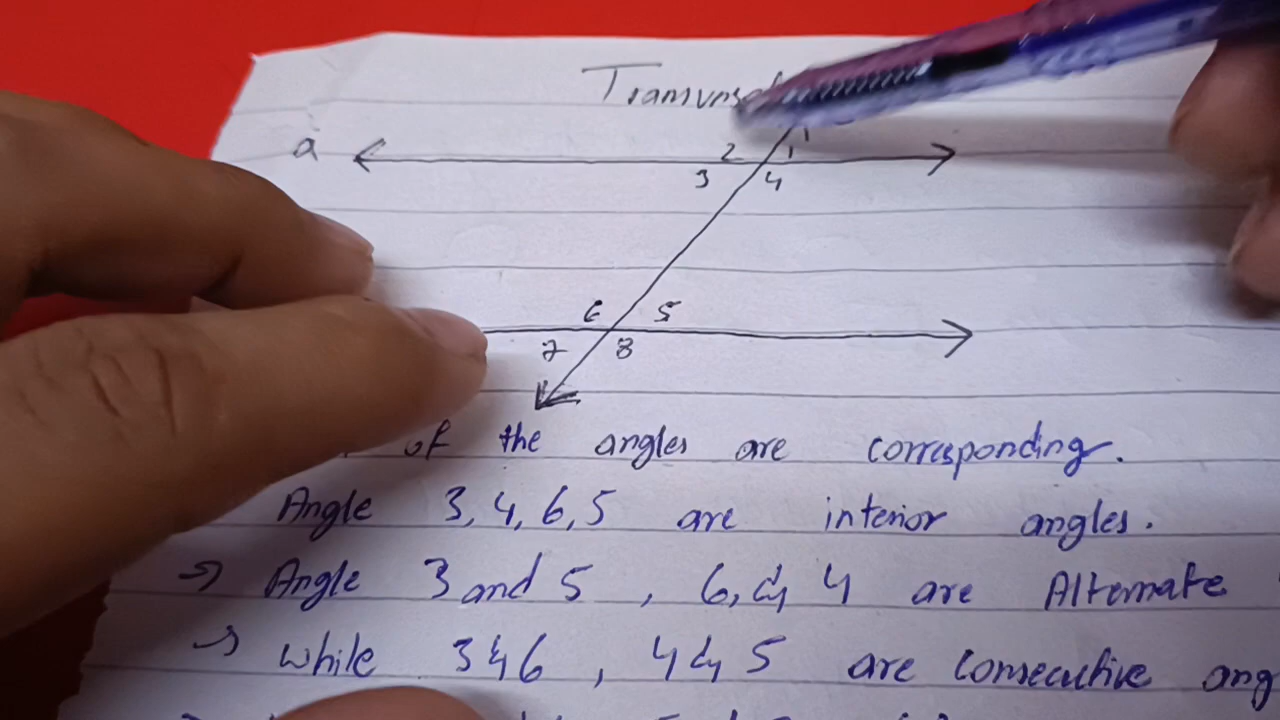 a
2 1
3 4
6 5
7 8
of the angles are corresponding.
Angle 3, 4, 6, 5 are interior angles.
→ Angle 3 and 5 , 6, & 4 are Alternate
→ while 3 & 6 , 4 & 5 are consecutive ang